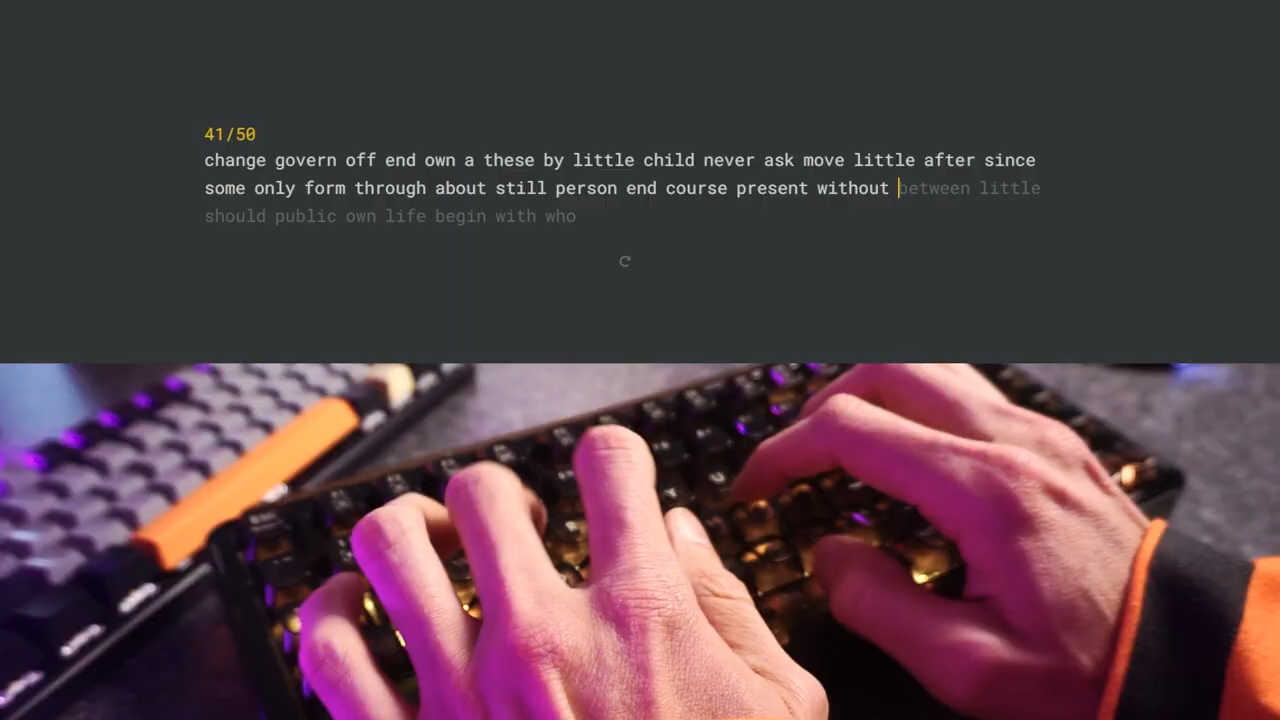 41/50
change govern off end own a these by little child never ask move little after since
some only form through about still person end course present without between little
should public own life begin with who